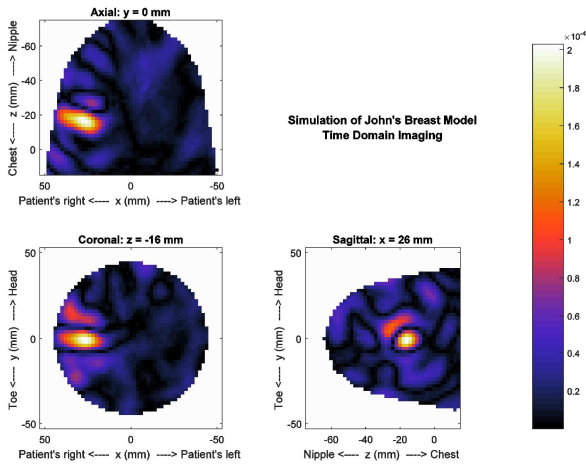 Axial: y = 0 mm
Chest <---- z (mm) ----> Nipple
-60
-40
-20
0
50
0
-50
Patient's right <---- x (mm) ----> Patient's left
Simulation of John's Breast Model
Time Domain Imaging
×10⁻⁴
2
1.8
1.6
1.4
1.2
1
0.8
0.6
0.4
0.2
Coronal: z = -16 mm
Toe <---- y (mm) ----> Head
50
0
-50
50
0
-50
Patient's right <---- x (mm) ----> Patient's left
Sagittal: x = 26 mm
Toe <---- y (mm) ----> Head
50
0
-50
-60
-40
-20
0
Nipple <---- z (mm) ----> Chest